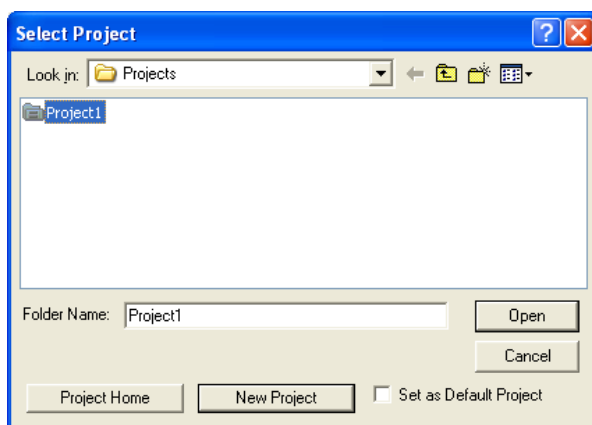 Select Project
Look in: Projects
Project1
Folder Name: Project1 Open
Cancel
Project Home New Project Set as Default Project